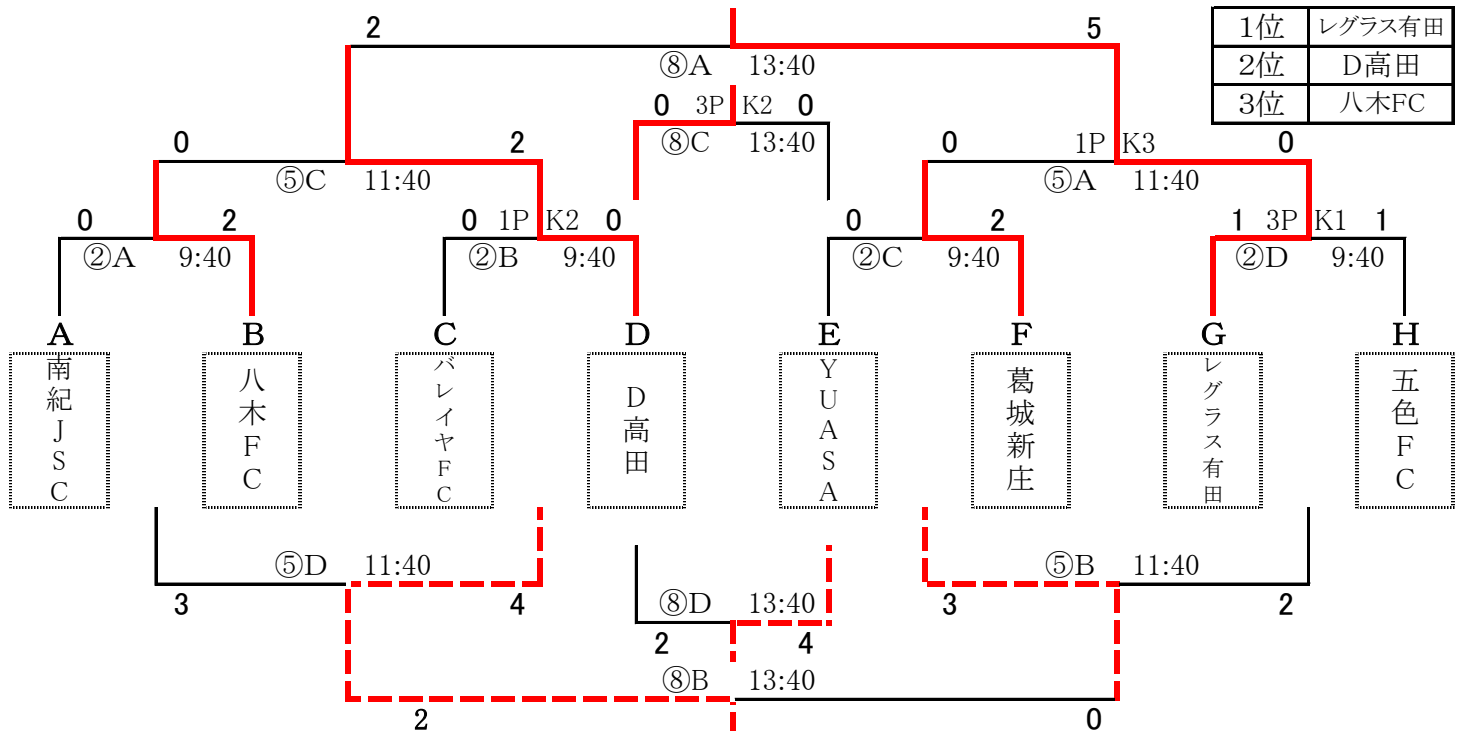 2 5
⑧A 13:40
1位 レグラス有田
2位 D高田
3位 八木FC
0 3P K2 0
⑧C 13:40
0 2
⑤C 11:40
0 1P K3 0
⑤A 11:40
0 2
②A 9:40
0 1P K2 0
②B 9:40
0 2
②C 9:40
1 3P K1 1
②D 9:40
A B C D E F G H
南紀JSC
八木FC
バレイヤFC
D高田
YUASA
葛城新庄
レグラス有田
五色FC
⑤D 11:40
3 4
⑤B 11:40
3 2
⑧D 13:40
2 4
⑧B 13:40
2 0